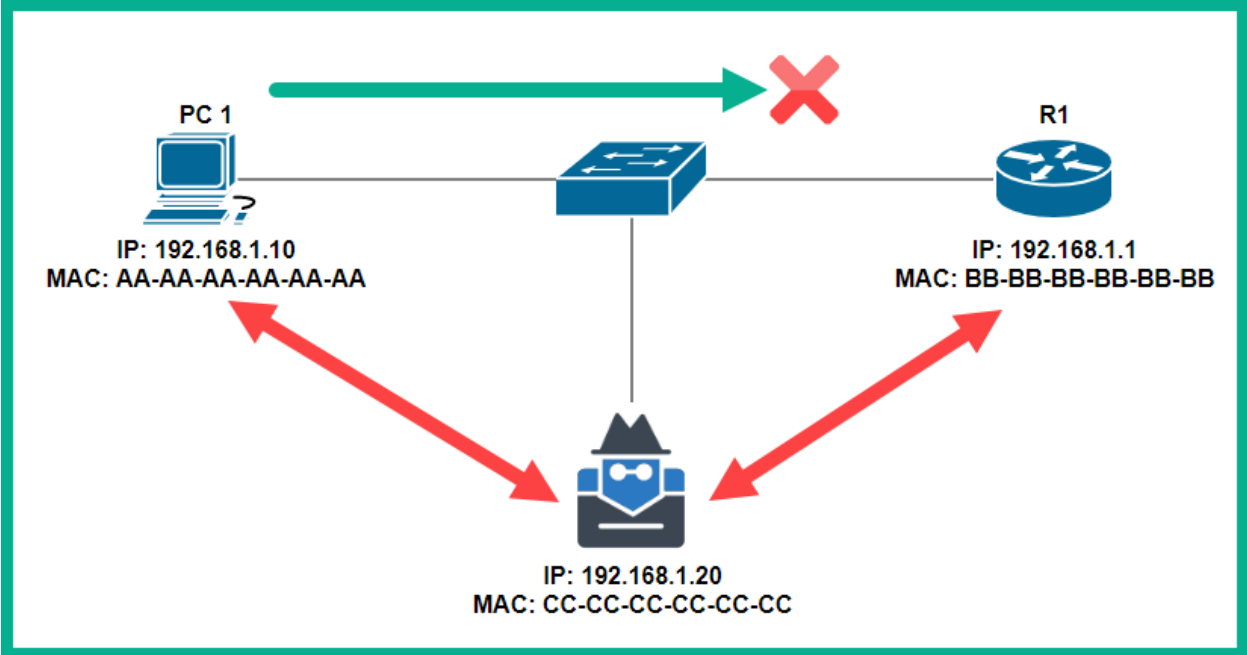 PC 1
R1
IP: 192.168.1.10
MAC: AA-AA-AA-AA-AA-AA
IP: 192.168.1.1
MAC: BB-BB-BB-BB-BB-BB
IP: 192.168.1.20
MAC: CC-CC-CC-CC-CC-CC